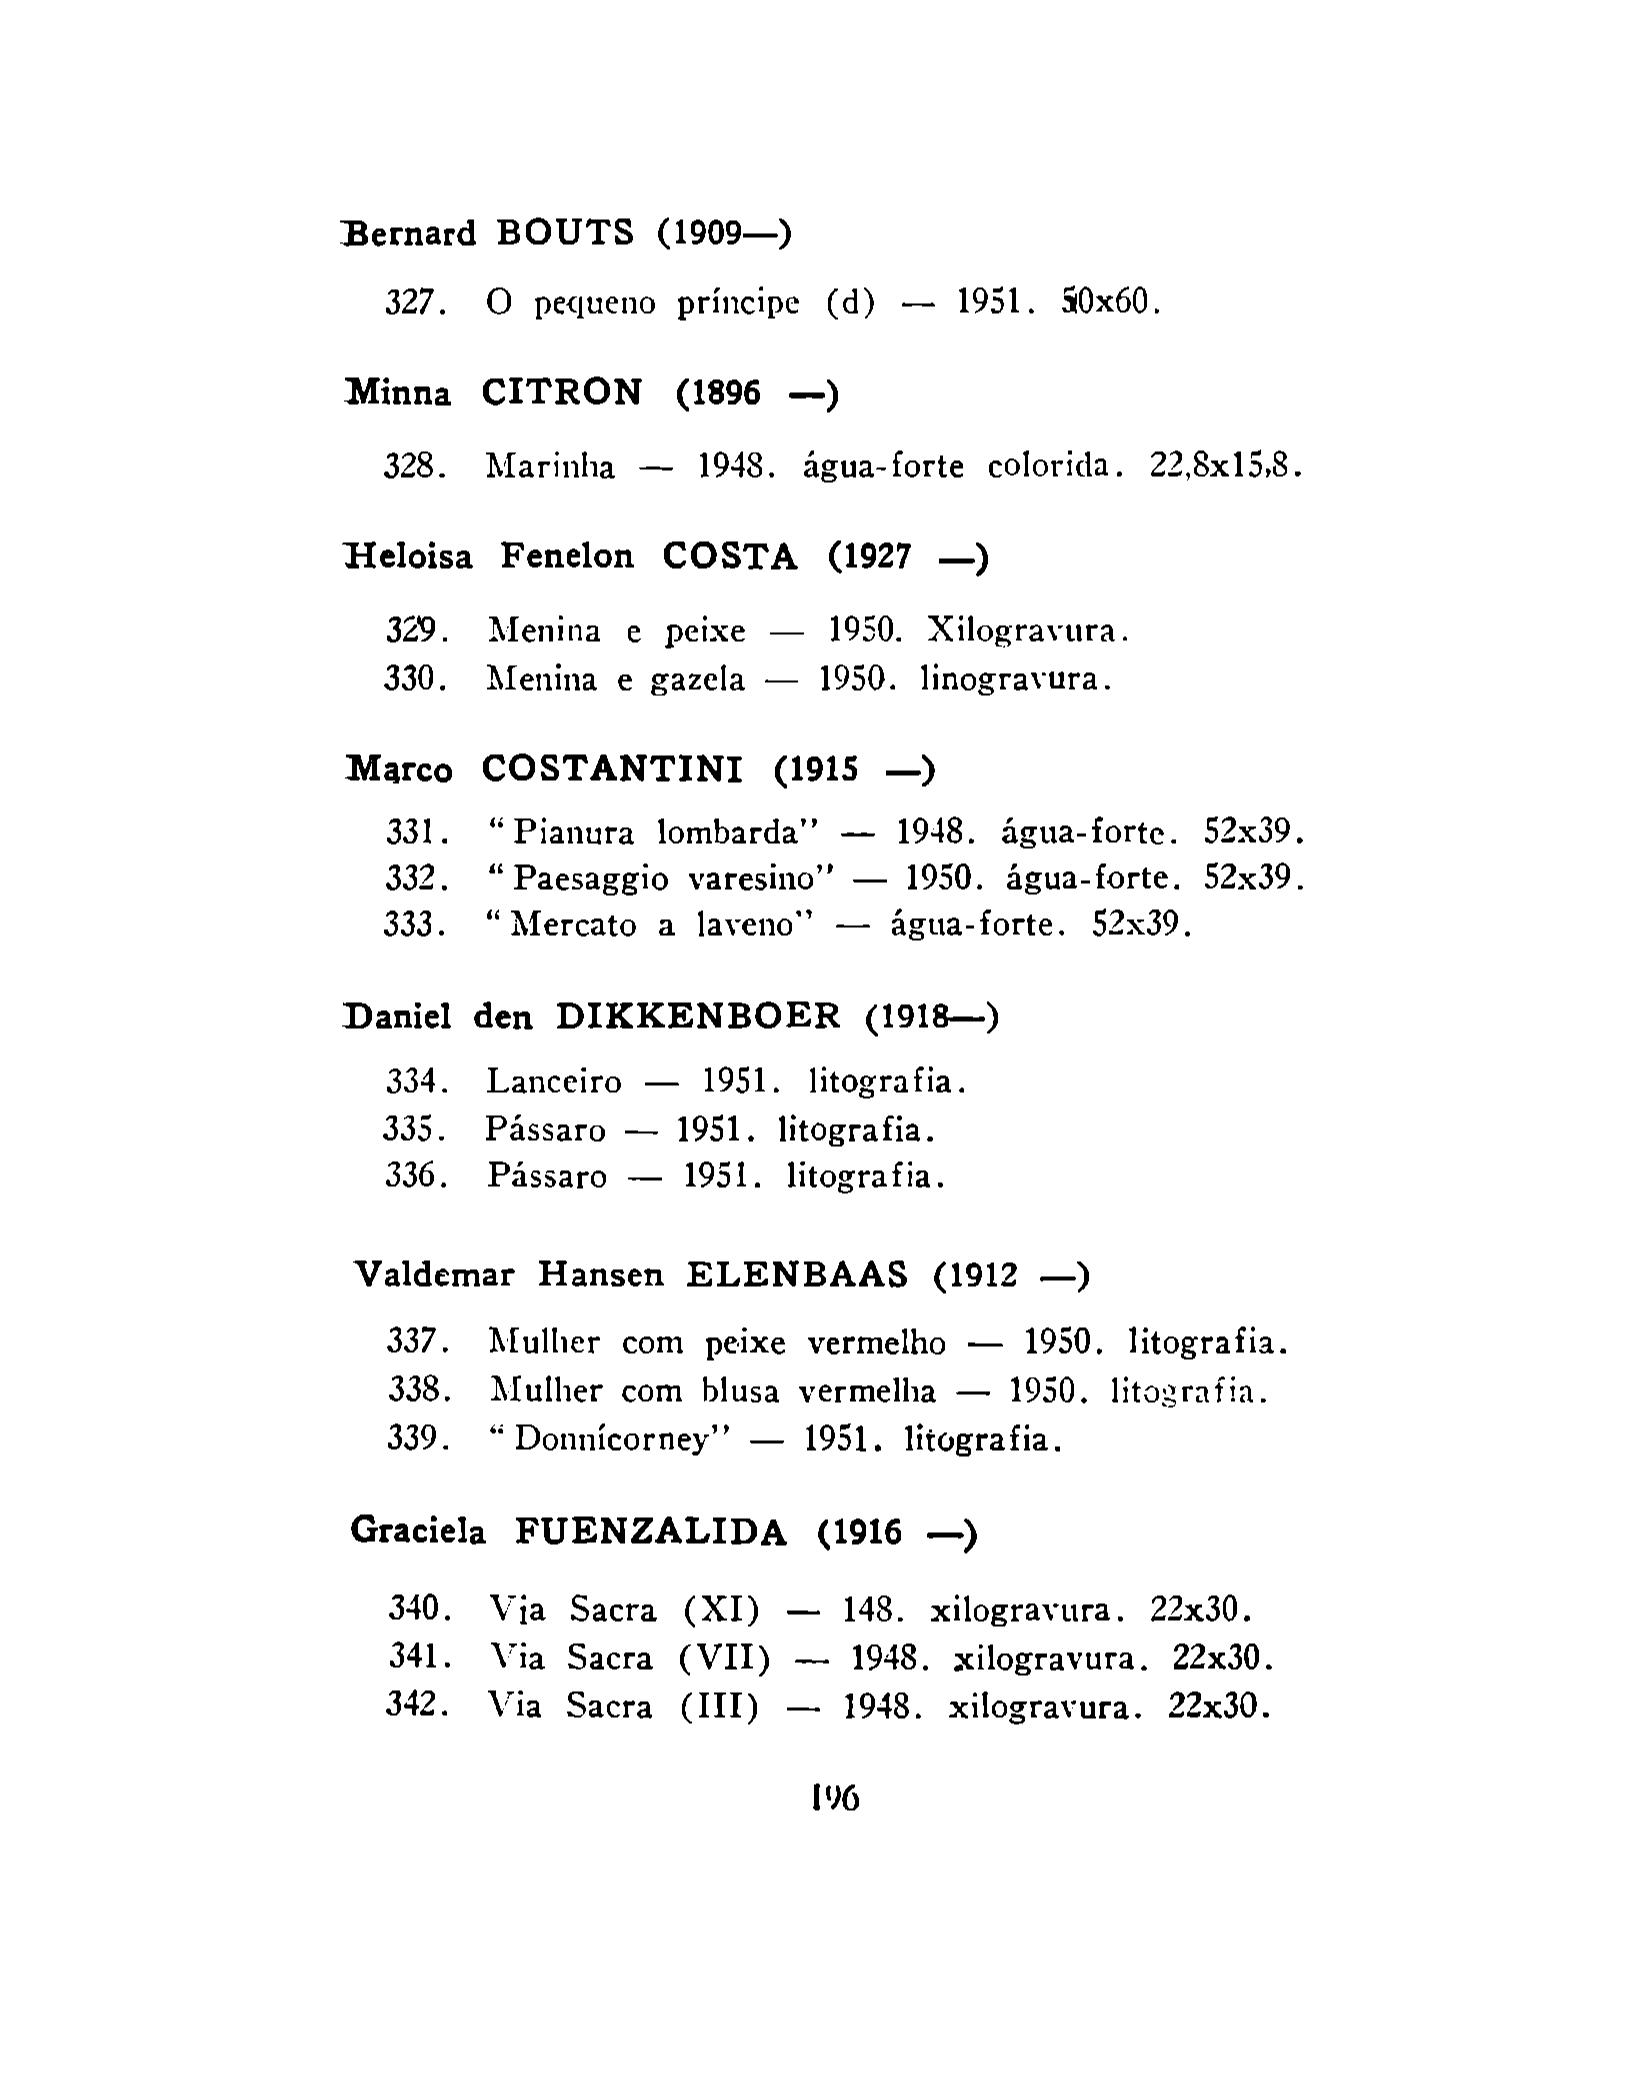 Bernard BOUTS (1909—)
327. O pequeno príncipe (d) — 1951. 50x60.
Minna CITRON (1896 —)
328. Marinha — 1948. água-forte colorida. 22,8x15,8.
Heloisa Fenelon COSTA (1927 —)
329. Menina e peixe — 1950. Xilogravura.
330. Menina e gazela — 1950. linogravura.
Marco COSTANTINI (1915 —)
331. “Pianura lombarda” — 1948. água-forte. 52x39.
332. “Paesaggio varesino” — 1950. água-forte. 52x39.
333. “Mercato a laveno” — água-forte. 52x39.
Daniel den DIKKENBOER (1918—)
334. Lanceiro — 1951. litografia.
335. Pássaro — 1951. litografia.
336. Pássaro — 1951. litografia.
Valdemar Hansen ELENBAAS (1912 —)
337. Mulher com peixe vermelho — 1950. litografia.
338. Mulher com blusa vermelha — 1950. litografia.
339. “Donnícorney” — 1951. litografia.
Graciela FUENZALIDA (1916 —)
340. Via Sacra (XI) — 148. xilogravura. 22x30.
341. Via Sacra (VII) — 1948. xilogravura. 22x30.
342. Via Sacra (III) — 1948. xilogravura. 22x30.
196